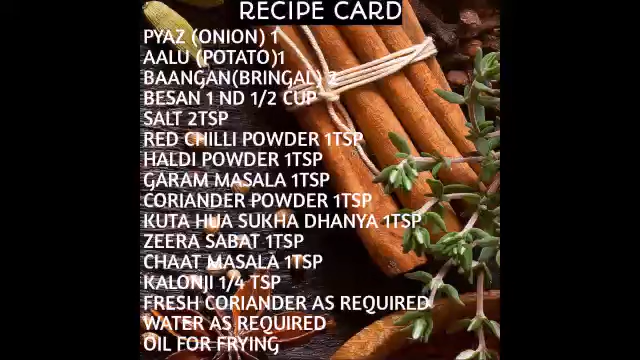 RECIPE CARD
PYAZ (ONION) 1
AALU (POTATO)1
BAANGAN(BRINGAL) 2
BESAN 1 ND 1/2 CUP
SALT 2TSP
RED CHILLI POWDER 1TSP
HALDI POWDER 1TSP
GARAM MASALA 1TSP
CORIANDER POWDER 1TSP
KUTA HUA SUKHA DHANYA 1TSP
ZEERA SABAT 1TSP
CHAAT MASALA 1TSP
KALONJI 1/4 TSP
FRESH CORIANDER AS REQUIRED
WATER AS REQUIRED
OIL FOR FRYING